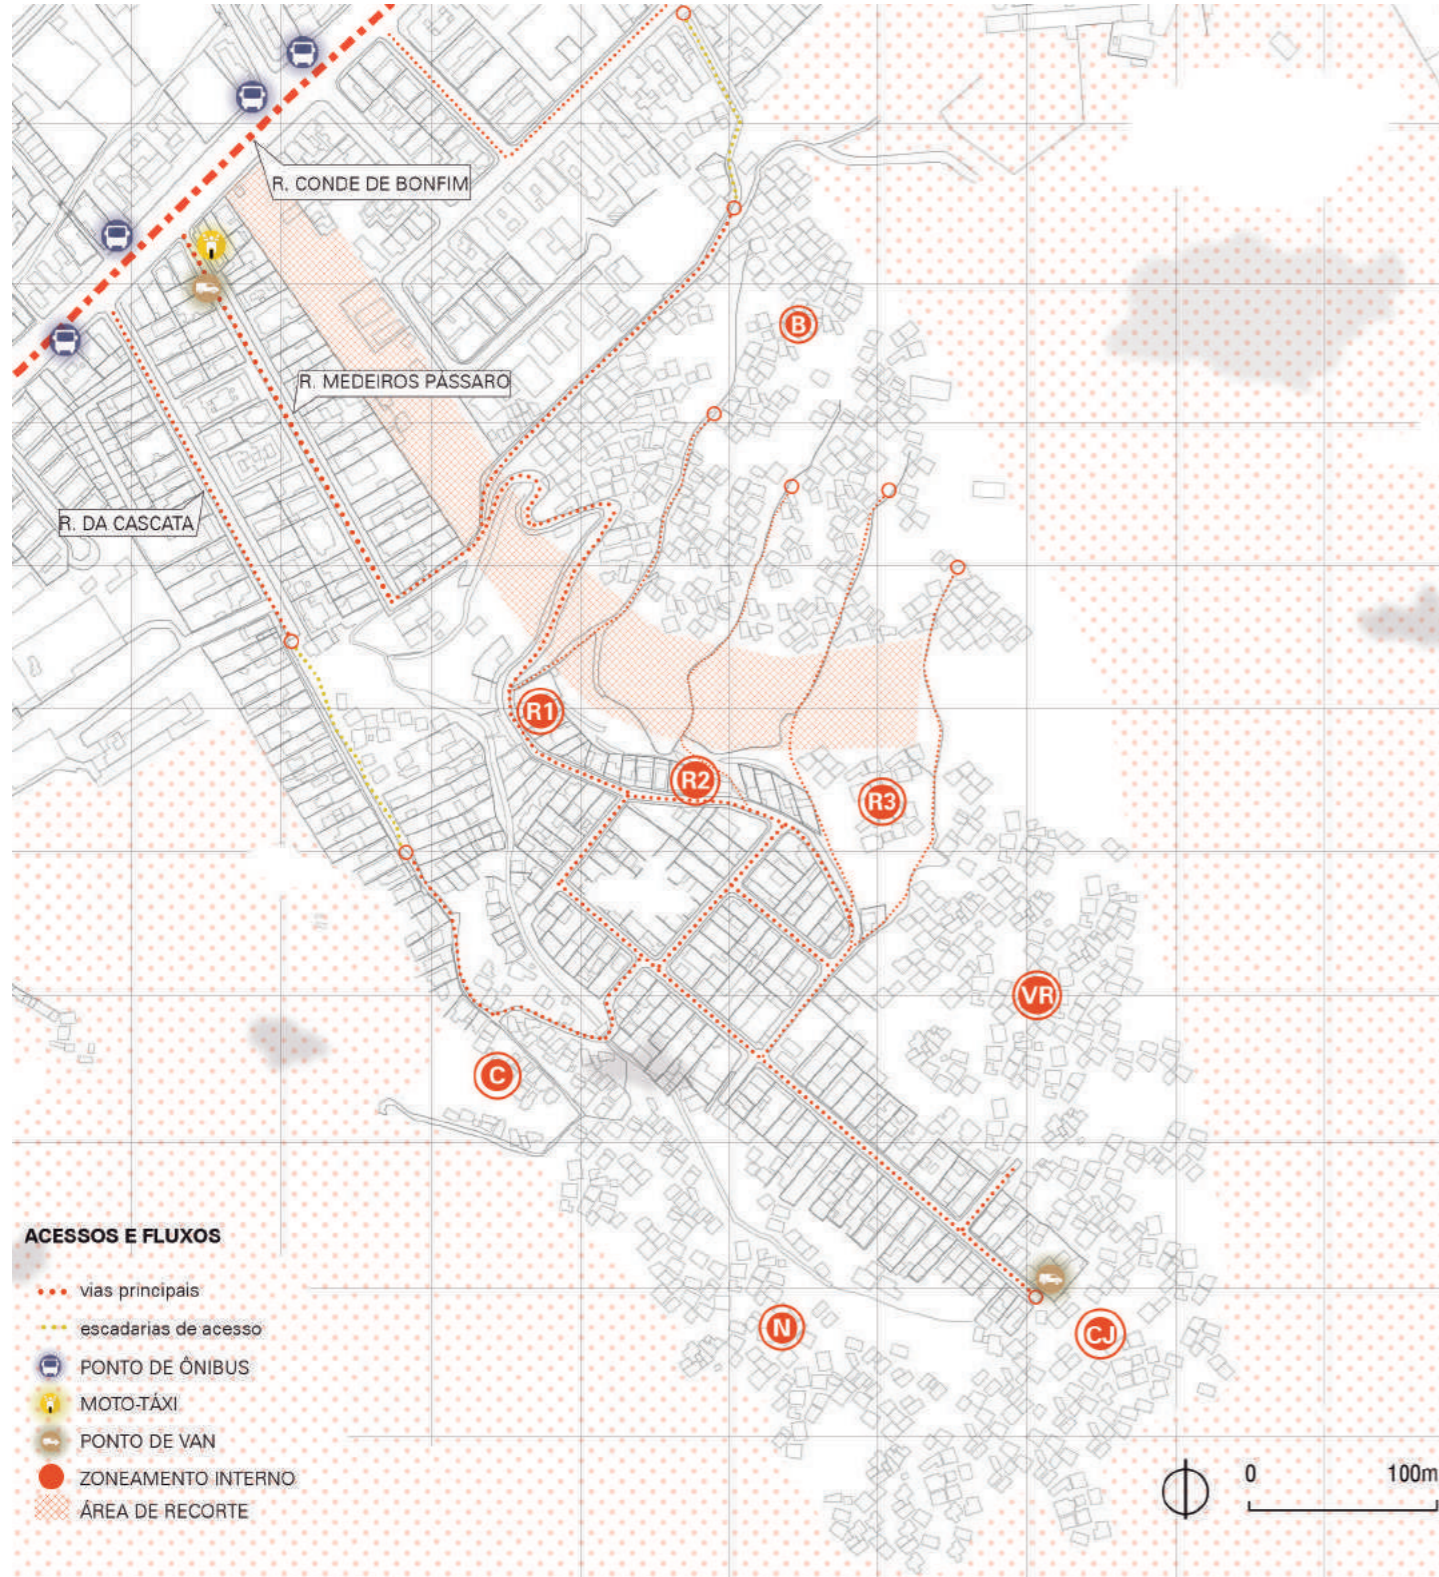 R. CONDE DE BONFIM
B
R. MEDEIROS PÁSSARO
R. DA CASCATA
R1
R2
R3
VR
C
ACESSOS E FLUXOS
vias principais
escadarias de acesso
N
CJ
PONTO DE ÔNIBUS
MOTO-TÁXI
PONTO DE VAN
ZONEAMENTO INTERNO
ÁREA DE RECORTE
0 100m